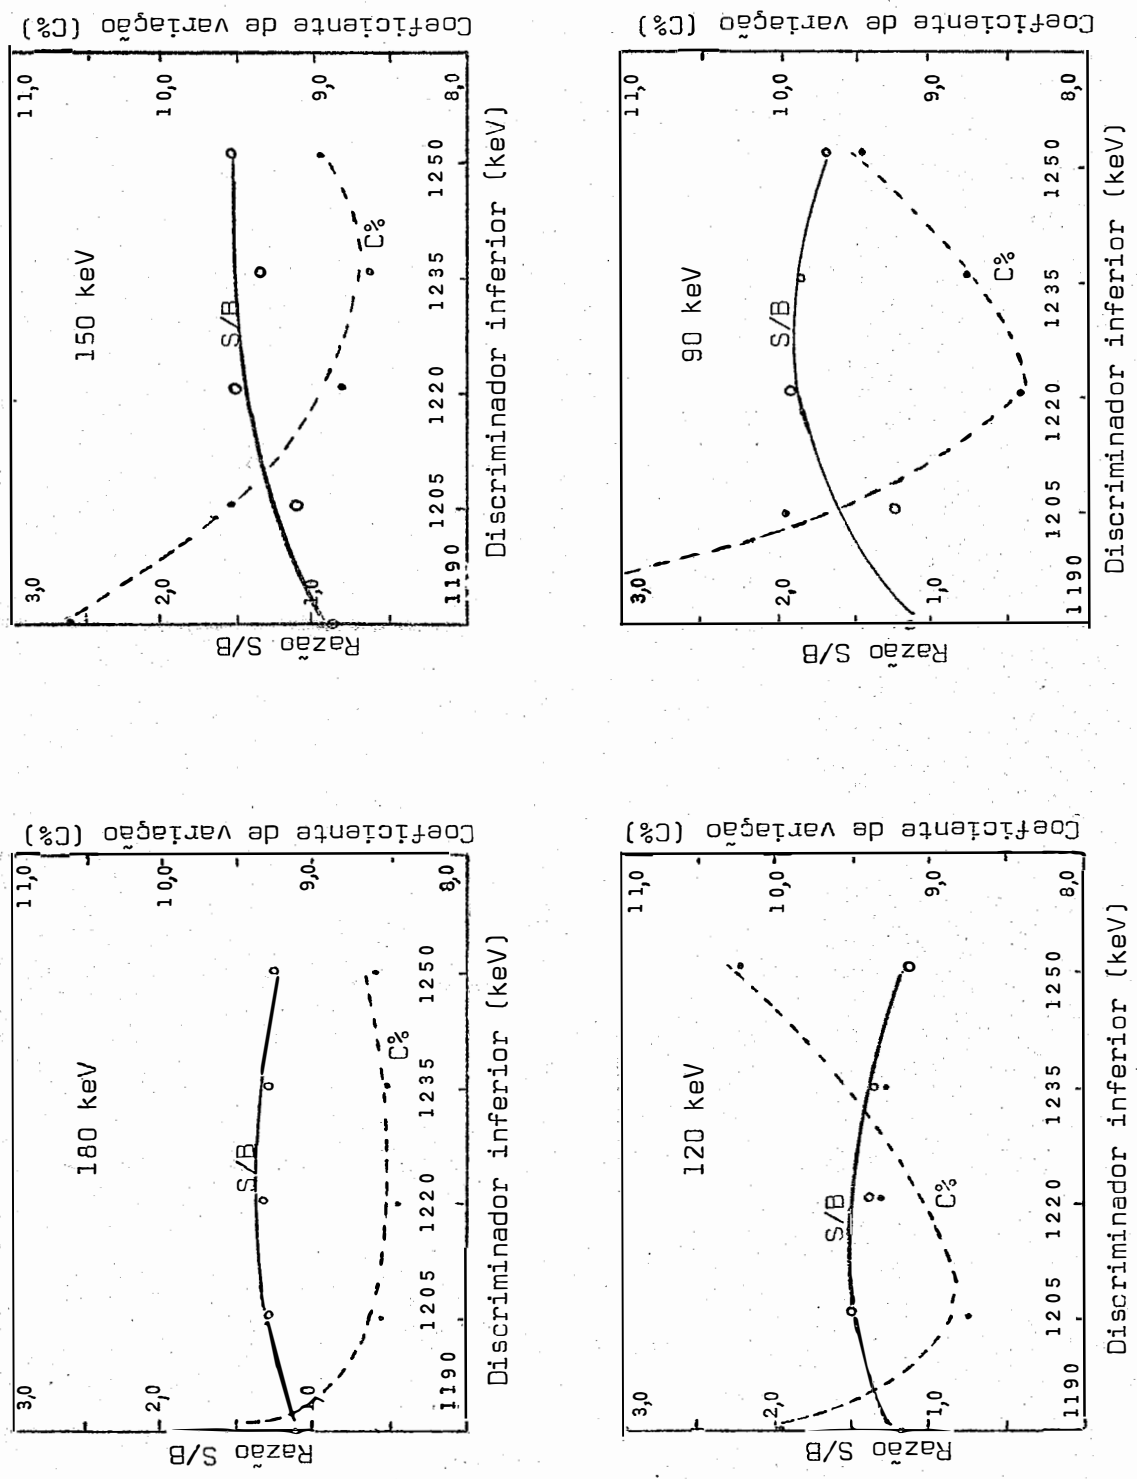 180 keV
Razão S/B
3,0
2,0
1,0
S/B
C%
11,0
10,0
9,0
8,0
Coeficiente de variação (C%)
1190 1205 1220 1235 1250
Discriminador inferior (keV)
150 keV
Razão S/B
3,0
2,0
1,0
S/B
C%
11,0
10,0
9,0
8,0
Coeficiente de variação (C%)
1190 1205 1220 1235 1250
Discriminador inferior (keV)
120 keV
Razão S/B
3,0
2,0
1,0
S/B
C%
11,0
10,0
9,0
8,0
Coeficiente de variação (C%)
1190 1205 1220 1235 1250
Discriminador inferior (keV)
90 keV
Razão S/B
3,0
2,0
1,0
S/B
C%
11,0
10,0
9,0
8,0
Coeficiente de variação (C%)
1190 1205 1220 1235 1250
Discriminador inferior (keV)